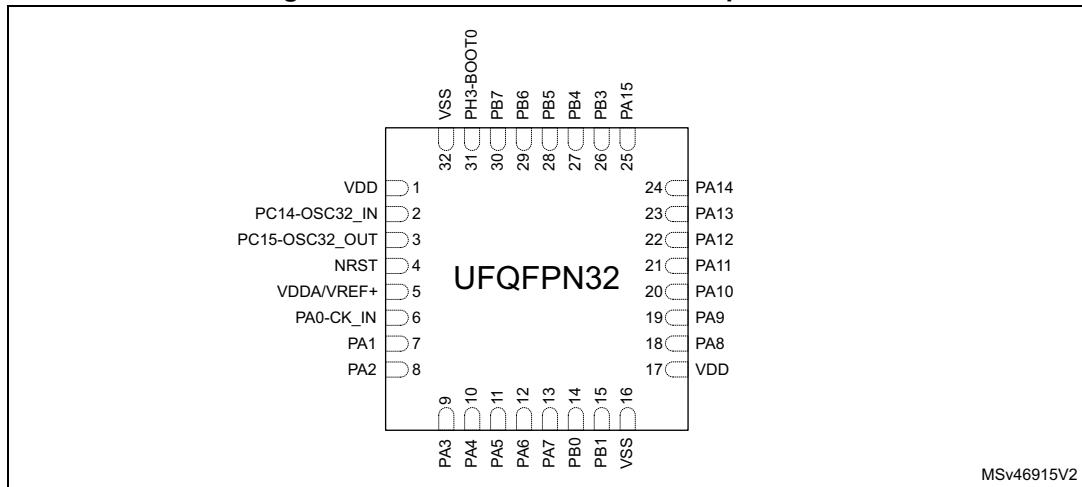 VSS
PH3-BOOT0
PB7
PB6
PB5
PB4
PB3
PA15
32
31
30
29
28
27
26
25
VDD 1
PC14-OSC32_IN 2
PC15-OSC32_OUT 3
NRST 4
VDDA/VREF+ 5
PA0-CK_IN 6
PA1 7
PA2 8
UFQFPN32
24 PA14
23 PA13
22 PA12
21 PA11
20 PA10
19 PA9
18 PA8
17 VDD
9
10
11
12
13
14
15
16
PA3
PA4
PA5
PA6
PA7
PB0
PB1
VSS
MSv46915V2